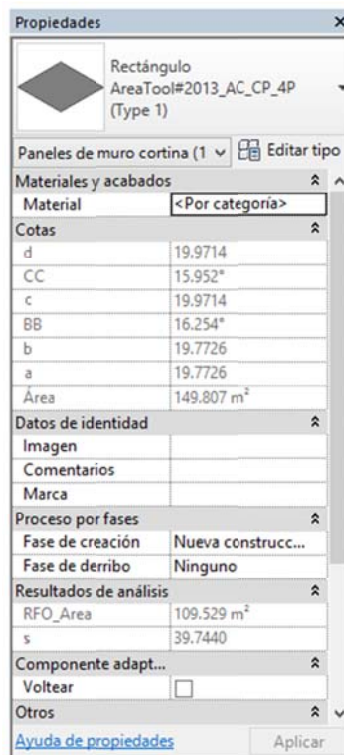 Propiedades
Rectángulo
AreaTool#2013_AC_CP_4P
(Type 1)
Paneles de muro cortina (1 Editar tipo
Materiales y acabados
Material <Por categoría>
Cotas
d 19.9714
CC 15.952°
c 19.9714
BB 16.254°
b 19.7726
a 19.7726
Área 149.807 m²
Datos de identidad
Imagen
Comentarios
Marca
Proceso por fases
Fase de creación Nueva construcc...
Fase de derribo Ninguno
Resultados de análisis
RFO_Area 109.529 m²
s 39.7440
Componente adapt...
Voltear
Otros
Ayuda de propiedades Aplicar